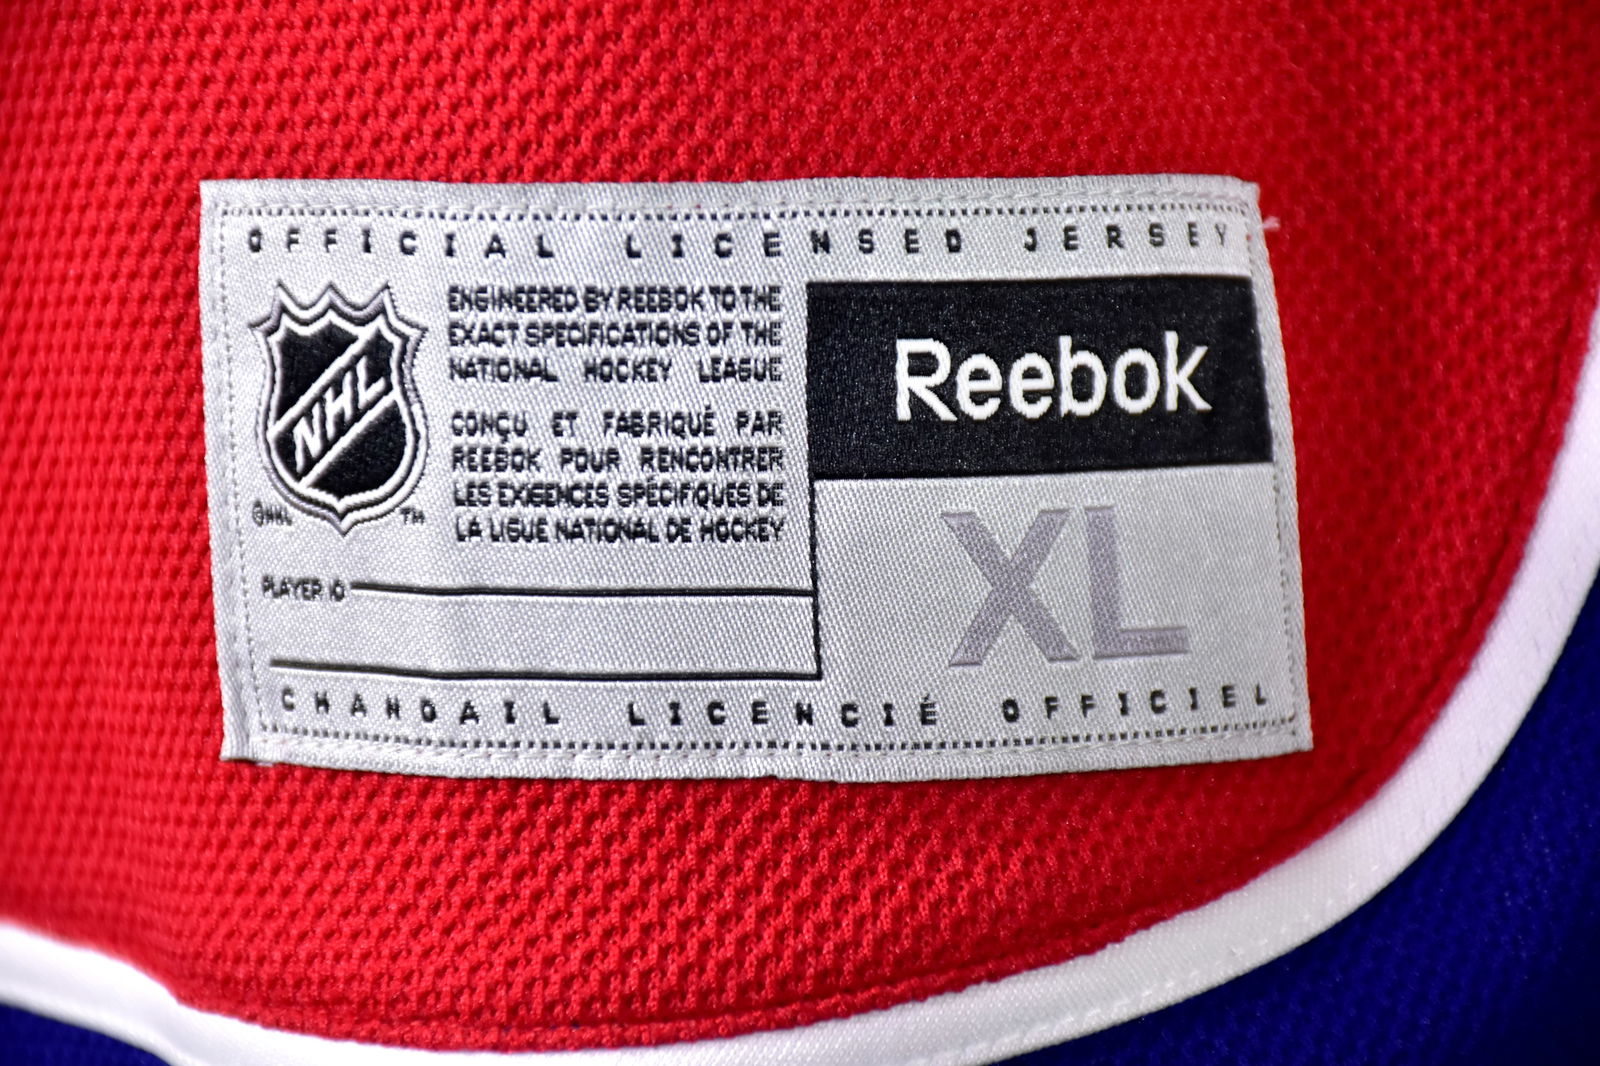 OFFICIAL LICENSED JERSEY
NHL
©NHL TM
ENGINEERED BY REEBOK TO THE
EXACT SPECIFICATIONS OF THE
NATIONAL HOCKEY LEAGUE
CONÇU ET FABRIQUÉ PAR
REEBOK POUR RENCONTRER
LES EXIGENCES SPÉCIFIQUES DE
LA LIGUE NATIONAL DE HOCKEY
Reebok
XL
PLAYER ID
CHANDAIL LICENCIÉ OFFICIEL